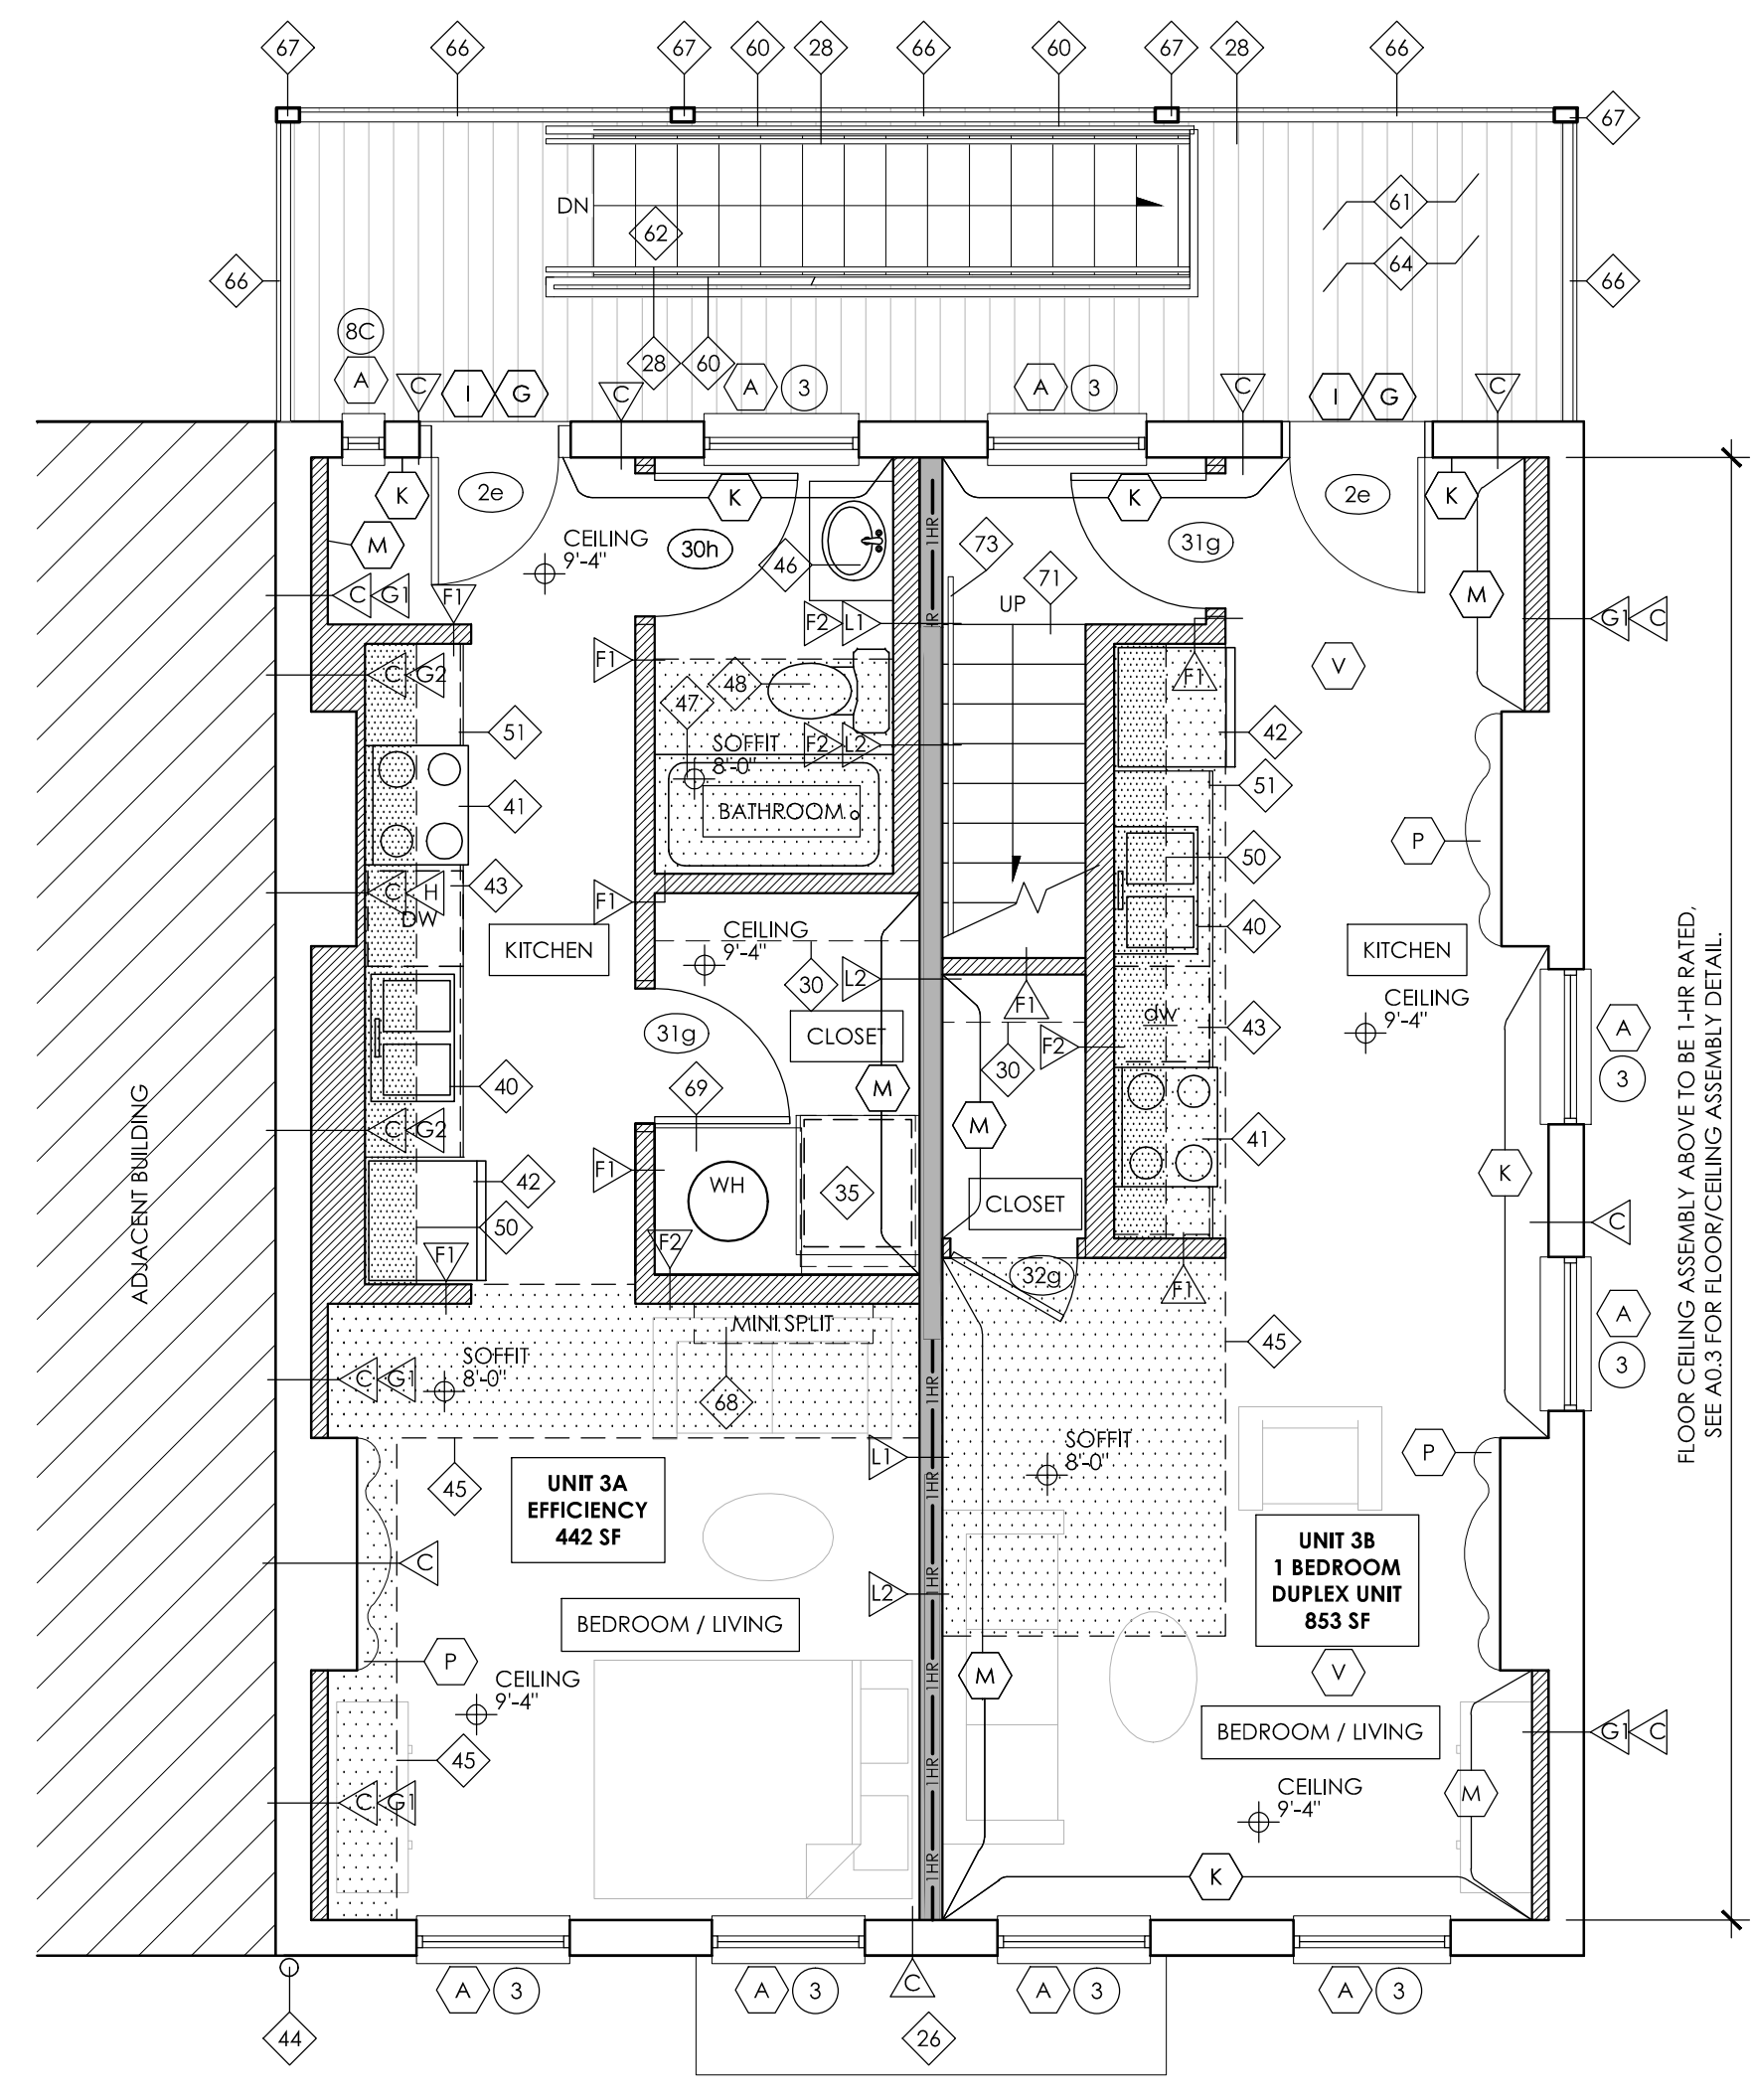 67
66
67
60
28
66
60
67
28
66
67
DN
62
61
64
66
66
8C
A
C
I
G
28
60
C
A
3
A
3
C
I
G
C
K
2e
K
K
2e
K
1HR
M
CEILING
9'-4"
30h
46
73
31g
71
UP
C
G1
F1
F2
L1
HR
M
G1
C
F1
C
G2
48
47
F1
V
51
SOFFIT
8'-0"
F2
L2
42
41
BATHROOM
51
P
50
C
H
43
DW
F1
KITCHEN
CEILING
9'-4"
40
KITCHEN
30
L2
F1
CEILING
9'-4"
31g
CLOSET
dw
43
A
F2
30
3
40
69
M
M
C
G2
41
F1
K
42
WH
35
CLOSET
C
50
F1
F2
32g
F1
A
MINI SPLIT
45
3
SOFFIT
8'-0"
C
G1
68
1HR
SOFFIT
8'-0"
L1
P
45
UNIT 3A
EFFICIENCY
442 SF
1HR
UNIT 3B
1 BEDROOM
DUPLEX UNIT
853 SF
C
L2
1HR
BEDROOM / LIVING
P
M
V
CEILING
9'-4"
1HR
BEDROOM / LIVING
G1
C
45
1HR
CEILING
9'-4"
M
C
G1
1HR
K
A
3
A
3
C
A
3
A
3
44
26
ADJACENT BUILDING
FLOOR CEILING ASSEMBLY ABOVE TO BE 1-HR RATED,
SEE A0.3 FOR FLOOR/CEILING ASSEMBLY DETAIL.